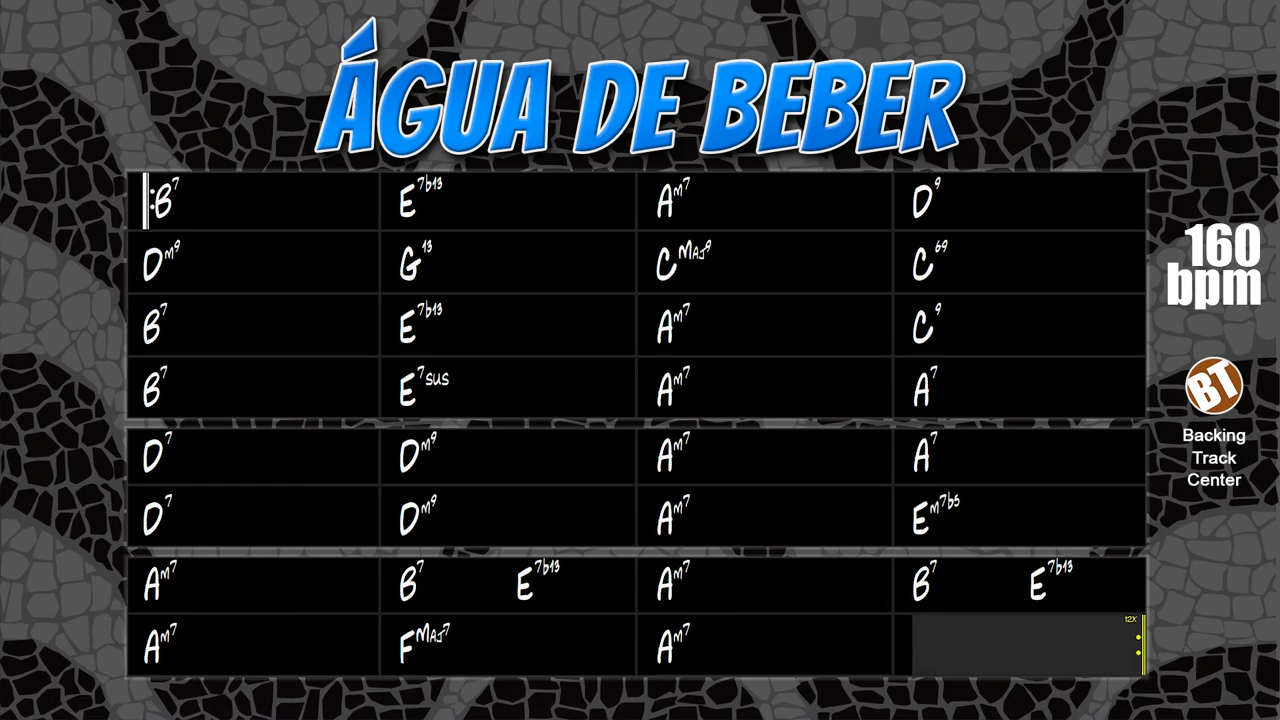 ÁGUA DE BEBER
B7 E7b13 Am7 D9
Dm9 G13 CMaj9 C69
B7 E7b13 Am7 C9
B7 E7sus Am7 A7
D7 Dm9 Am7 A7
D7 Dm9 Am7 Em7b5
Am7 B7 E7b13 Am7 B7 E7b13
Am7 FMaj7 Am7 12X
160
bpm
BT
Backing
Track
Center